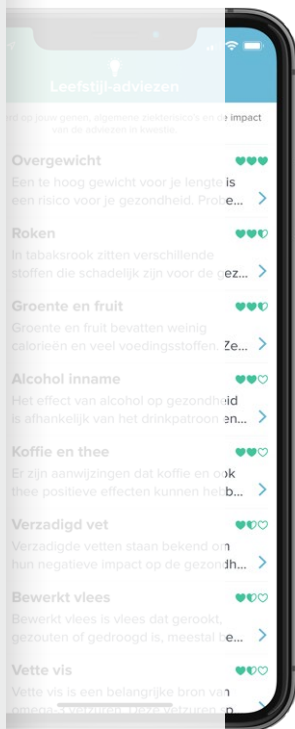 Leefstijl-adviezen
op jouw genen, algemene ziekterisico's en de impact
van de adviezen in kwestie.
Overgewicht
Een te hoog gewicht voor je lengte is
een risico voor je gezondheid. Probe...
Roken
In tabaksrook zitten verschillende
stoffen die schadelijk zijn voor de gez...
Groente en fruit
Groente en fruit bevatten weinig
calorieën en veel voedingsstoffen. Ze...
Alcohol inname
Het effect van alcohol op gezondheid
is afhankelijk van het drinkpatroon en...
Koffie en thee
Er zijn aanwijzingen dat koffie en ook
thee positieve effecten kunnen hebb...
Verzadigd vet
Verzadigde vetten staan bekend om
hun negatieve impact op de gezondh...
Bewerkt vlees
Bewerkt vlees is vlees dat gerookt,
gezouten of gedroogd is, meestal be...
Vette vis
Vette vis is een belangrijke bron van
omega-3 vetzuren. Deze vetzuren sp...